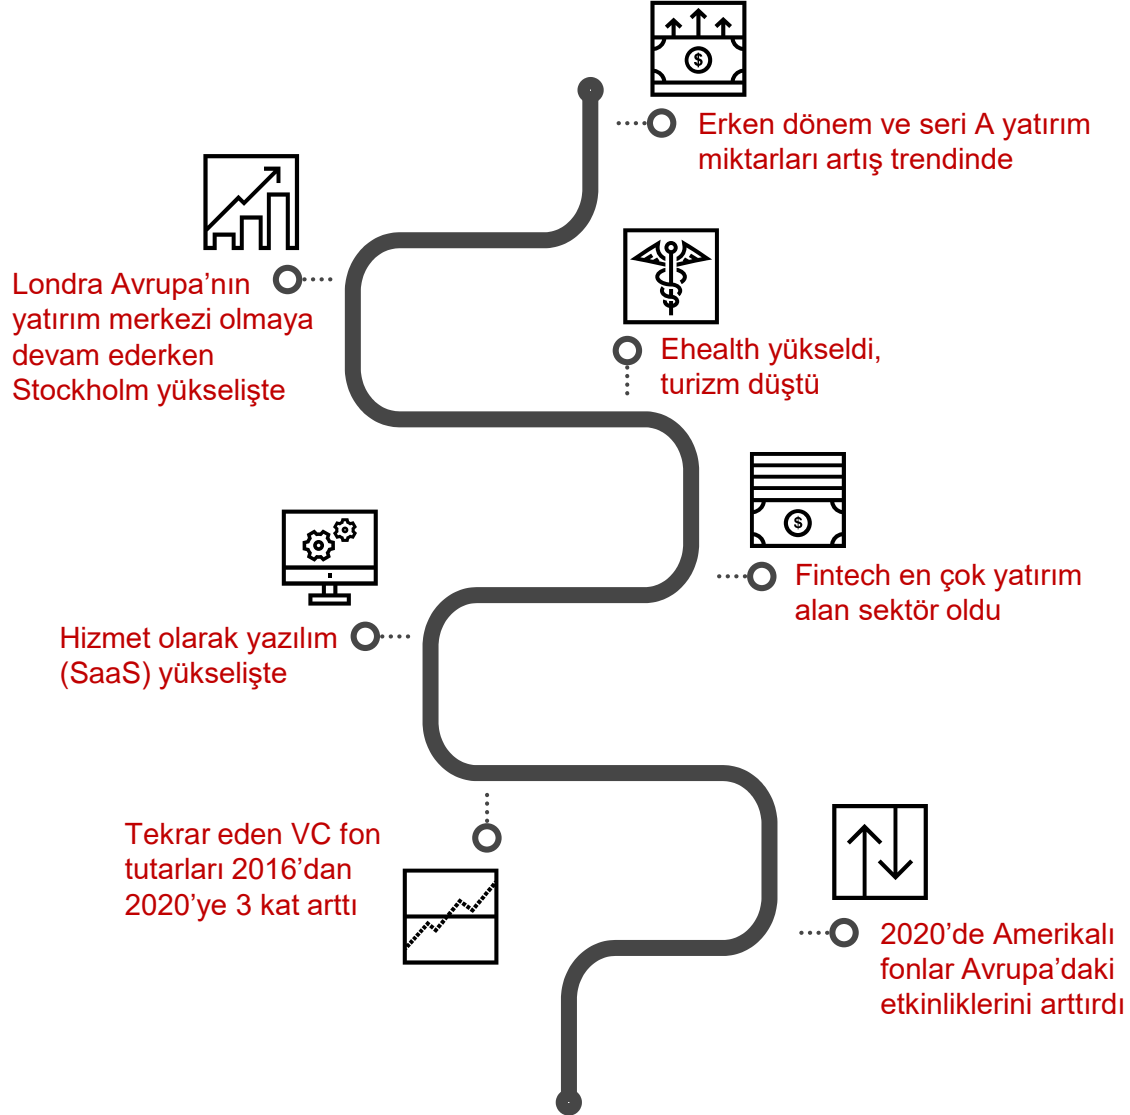 Erken dönem ve seri A yatırım
miktarları artış trendinde
Londra Avrupa’nın
yatırım merkezi olmaya
devam ederken
Stockholm yükselişte
Ehealth yükseldi,
turizm düştü
$
Fintech en çok yatırım
alan sektör oldu
$
Hizmet olarak yazılım
(SaaS) yükselişte
Tekrar eden VC fon
tutarları 2016’dan
2020’ye 3 kat arttı
2020’de Amerikalı
fonlar Avrupa’daki
etkinliklerini arttırdı